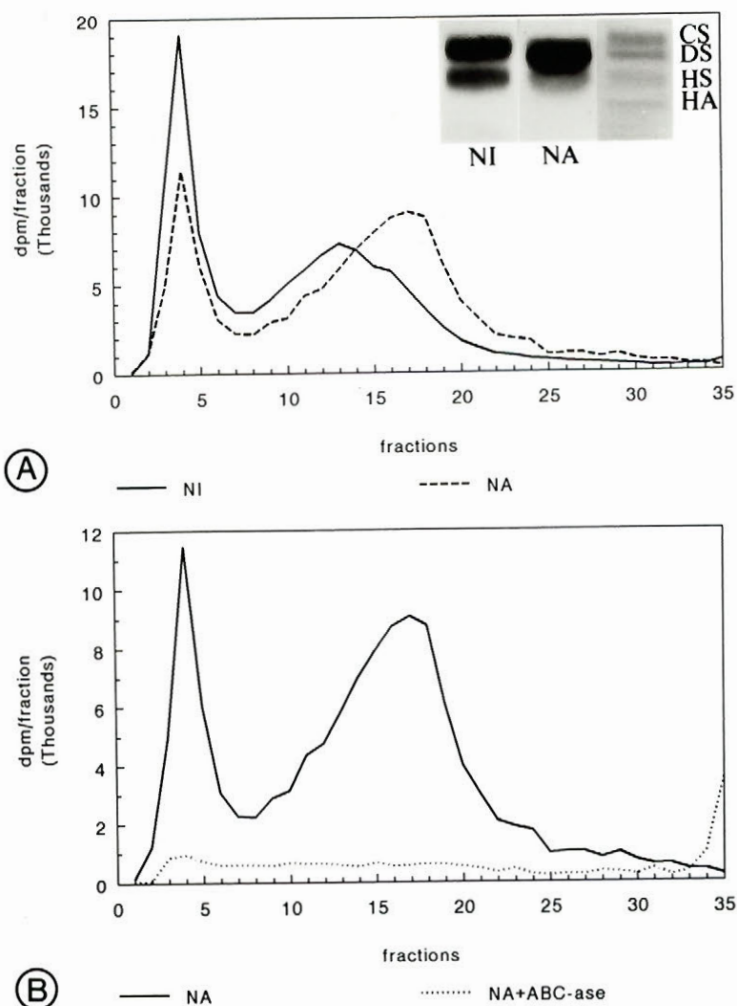 20
15
10
5
0
dpm/fraction
(Thousands)
CS
DS
HS
HA
NI NA
0 5 10 15 20 25 30 35
fractions
A
NI NA
12
10
8
6
4
2
0
dpm/fraction
(Thousands)
0 5 10 15 20 25 30 35
fractions
B
NA NA+ABC-ase